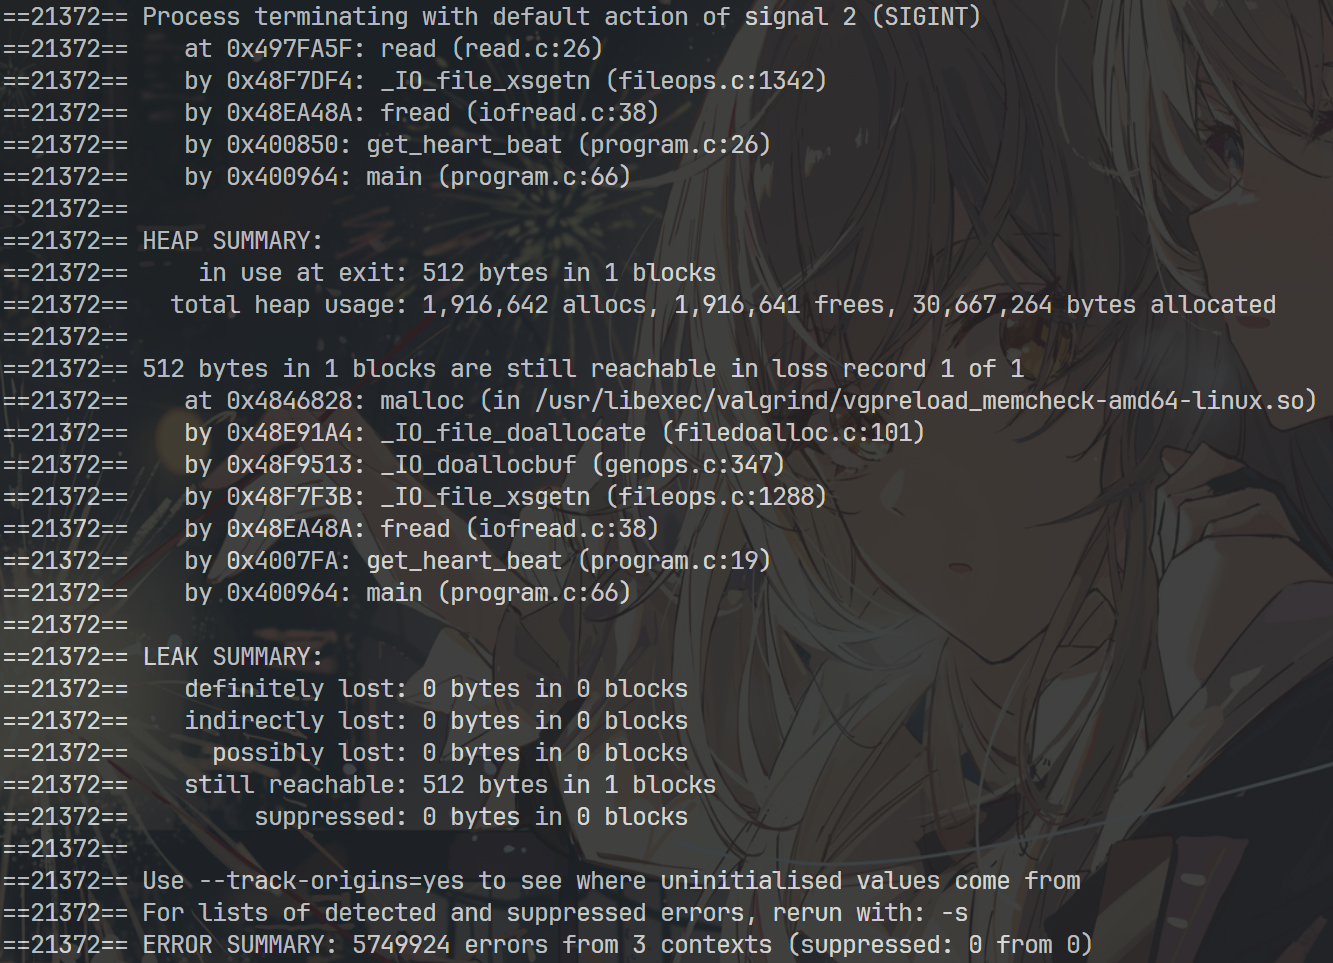 ==21372== Process terminating with default action of signal 2 (SIGINT)
==21372==    at 0x497FA5F: read (read.c:26)
==21372==    by 0x48F7DF4: _IO_file_xsgetn (fileops.c:1342)
==21372==    by 0x48EA48A: fread (iofread.c:38)
==21372==    by 0x400850: get_heart_beat (program.c:26)
==21372==    by 0x400964: main (program.c:66)
==21372==
==21372== HEAP SUMMARY:
==21372==     in use at exit: 512 bytes in 1 blocks
==21372==   total heap usage: 1,916,642 allocs, 1,916,641 frees, 30,667,264 bytes allocated
==21372==
==21372== 512 bytes in 1 blocks are still reachable in loss record 1 of 1
==21372==    at 0x4846828: malloc (in /usr/libexec/valgrind/vgpreload_memcheck-amd64-linux.so)
==21372==    by 0x48E91A4: _IO_file_doallocate (filedoalloc.c:101)
==21372==    by 0x48F9513: _IO_doallocbuf (genops.c:347)
==21372==    by 0x48F7F3B: _IO_file_xsgetn (fileops.c:1288)
==21372==    by 0x48EA48A: fread (iofread.c:38)
==21372==    by 0x4007FA: get_heart_beat (program.c:19)
==21372==    by 0x400964: main (program.c:66)
==21372==
==21372== LEAK SUMMARY:
==21372==    definitely lost: 0 bytes in 0 blocks
==21372==    indirectly lost: 0 bytes in 0 blocks
==21372==      possibly lost: 0 bytes in 0 blocks
==21372==    still reachable: 512 bytes in 1 blocks
==21372==         suppressed: 0 bytes in 0 blocks
==21372==
==21372== Use --track-origins=yes to see where uninitialised values come from
==21372== For lists of detected and suppressed errors, rerun with: -s
==21372== ERROR SUMMARY: 5749924 errors from 3 contexts (suppressed: 0 from 0)